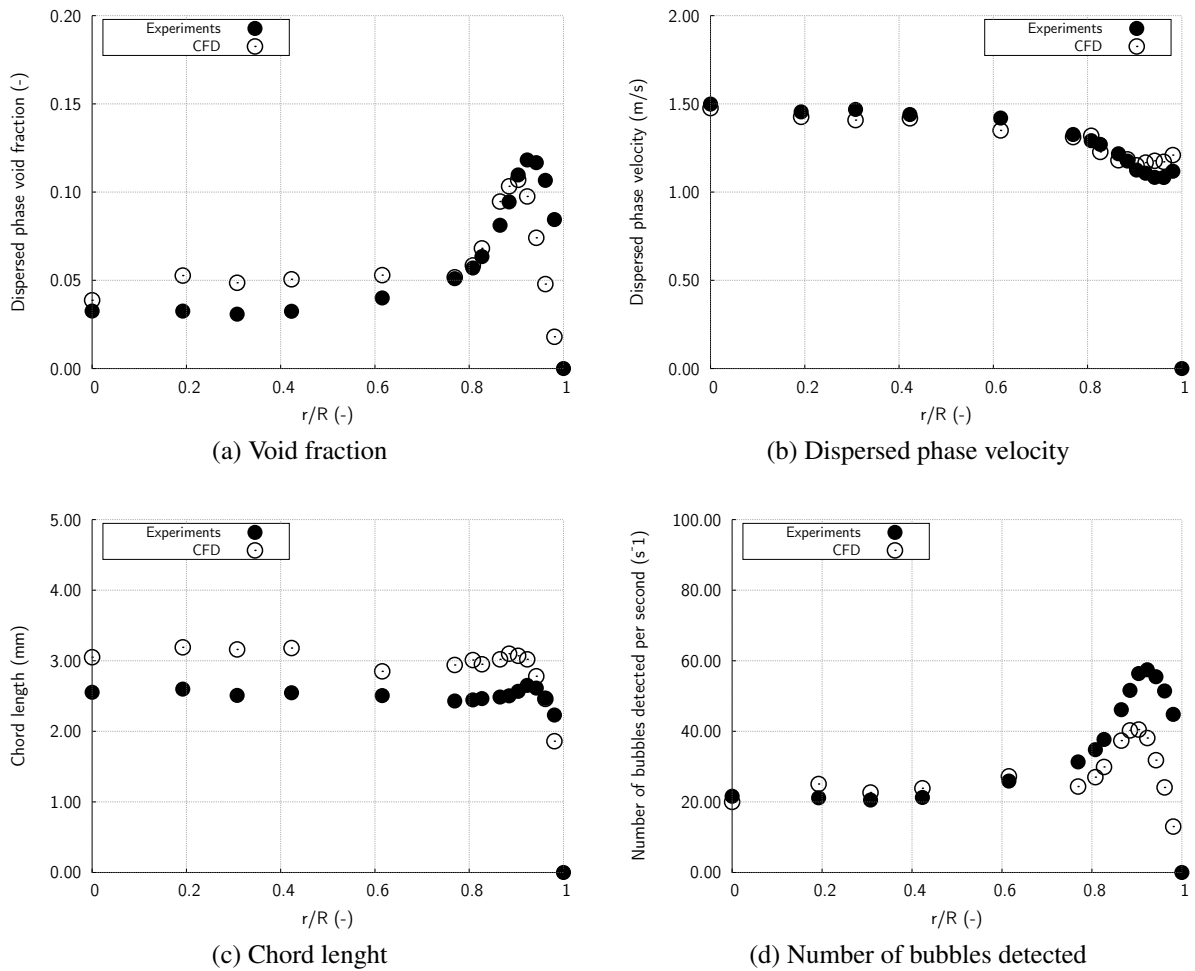 0.20
0.15
0.10
0.05
0.00
0 0.2 0.4 0.6 0.8 1
Dispersed phase void fraction (-)
r/R (-)
Experiments
CFD
(a) Void fraction
2.00
1.50
1.00
0.50
0.00
0 0.2 0.4 0.6 0.8 1
Dispersed phase velocity (m/s)
r/R (-)
Experiments
CFD
(b) Dispersed phase velocity
5.00
4.00
3.00
2.00
1.00
0.00
0 0.2 0.4 0.6 0.8 1
Chord length (mm)
r/R (-)
Experiments
CFD
(c) Chord lenght
100.00
80.00
60.00
40.00
20.00
0.00
0 0.2 0.4 0.6 0.8 1
Number of bubbles detected per second (s⁻1)
r/R (-)
Experiments
CFD
(d) Number of bubbles detected